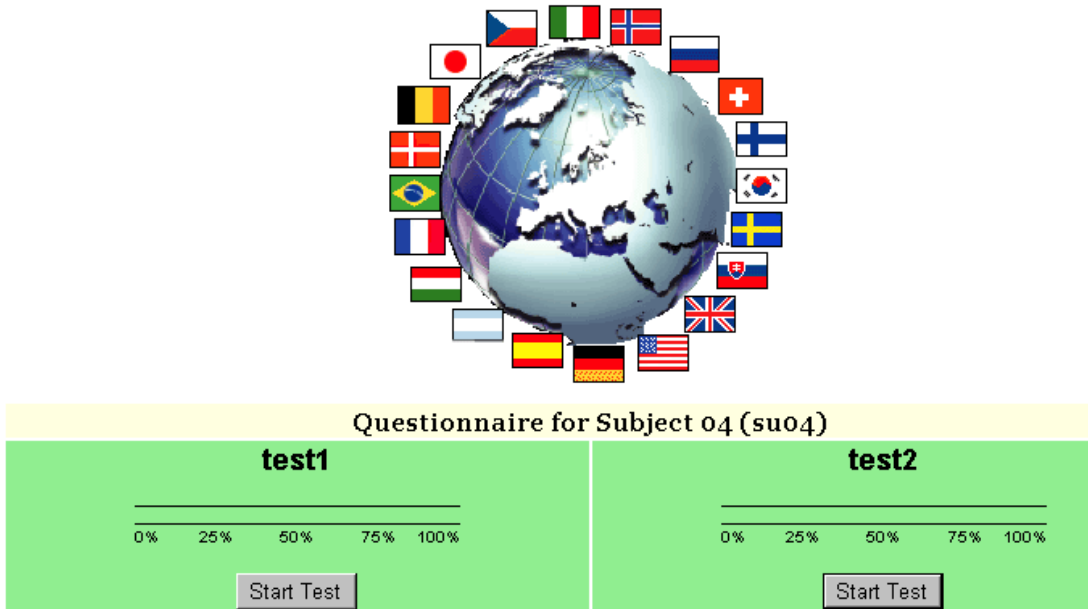 Questionnaire for Subject 04 (su04)
test1
0% 25% 50% 75% 100%
Start Test
test2
0% 25% 50% 75% 100%
Start Test